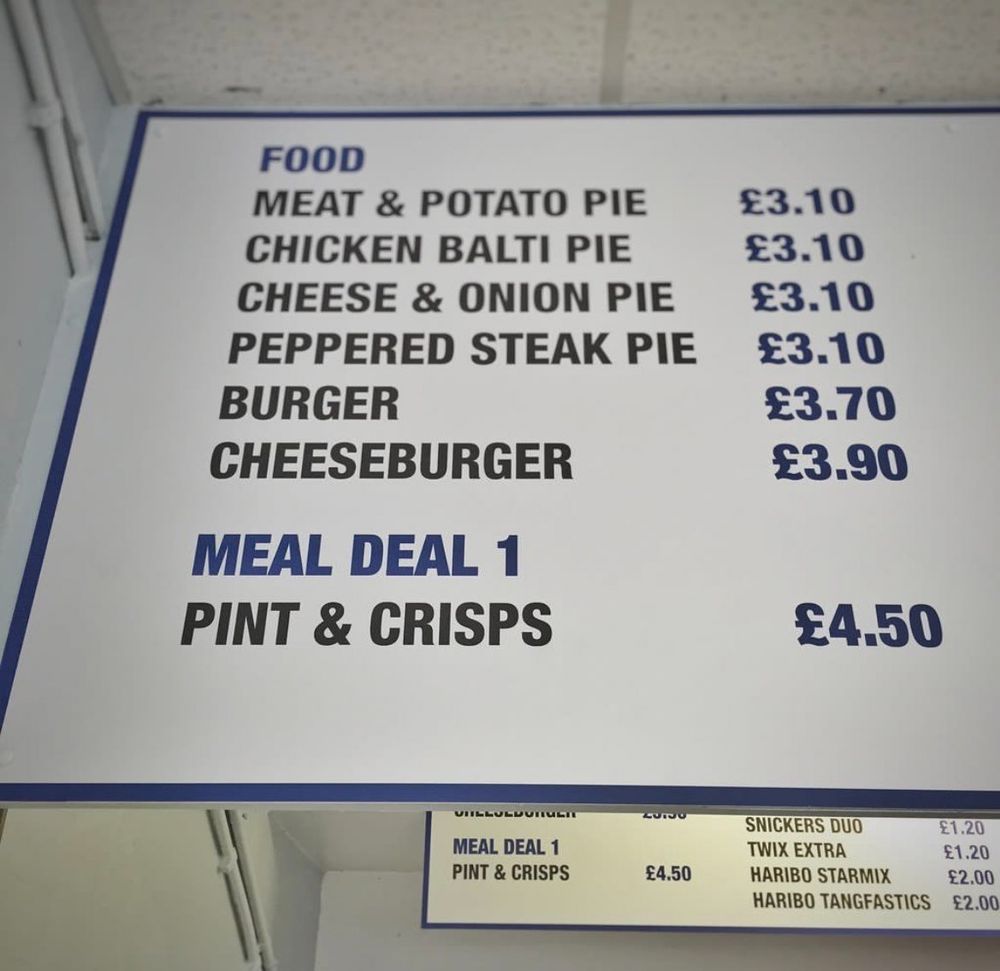 FOOD
MEAT & POTATO PIE £3.10
CHICKEN BALTI PIE £3.10
CHEESE & ONION PIE £3.10
PEPPERED STEAK PIE £3.10
BURGER £3.70
CHEESEBURGER £3.90
MEAL DEAL 1
PINT & CRISPS £4.50
CHEESEBURGER £3.90
MEAL DEAL 1
PINT & CRISPS £4.50
SNICKERS DUO £1.20
TWIX EXTRA £1.20
HARIBO STARMIX £2.00
HARIBO TANGFASTICS £2.00